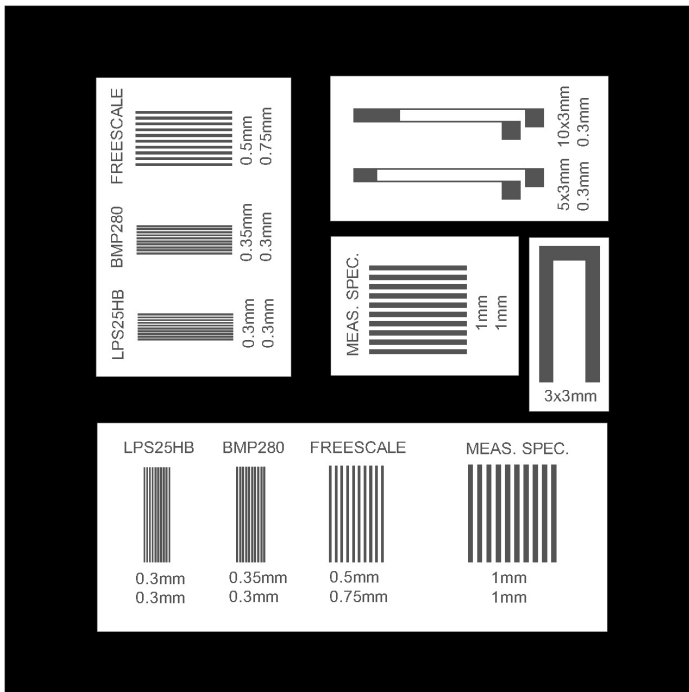 FREESCALE
0.5mm
0.75mm
BMP280
0.35mm
0.3mm
LPS25HB
0.3mm
0.3mm
10x3mm
0.3mm
5x3mm
0.3mm
MEAS. SPEC.
1mm
1mm
3x3mm
LPS25HB
BMP280
FREESCALE
MEAS. SPEC.
0.3mm
0.35mm
0.5mm
1mm
0.3mm
0.3mm
0.75mm
1mm